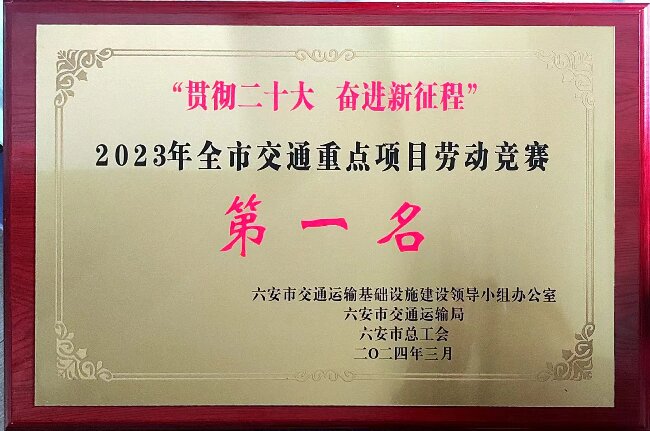 “贯彻二十大 奋进新征程”
2023年全市交通重点项目劳动竞赛
第一名
六安市交通运输基础设施建设领导小组办公室
六安市交通运输局
六安市总工会
二〇二四年三月